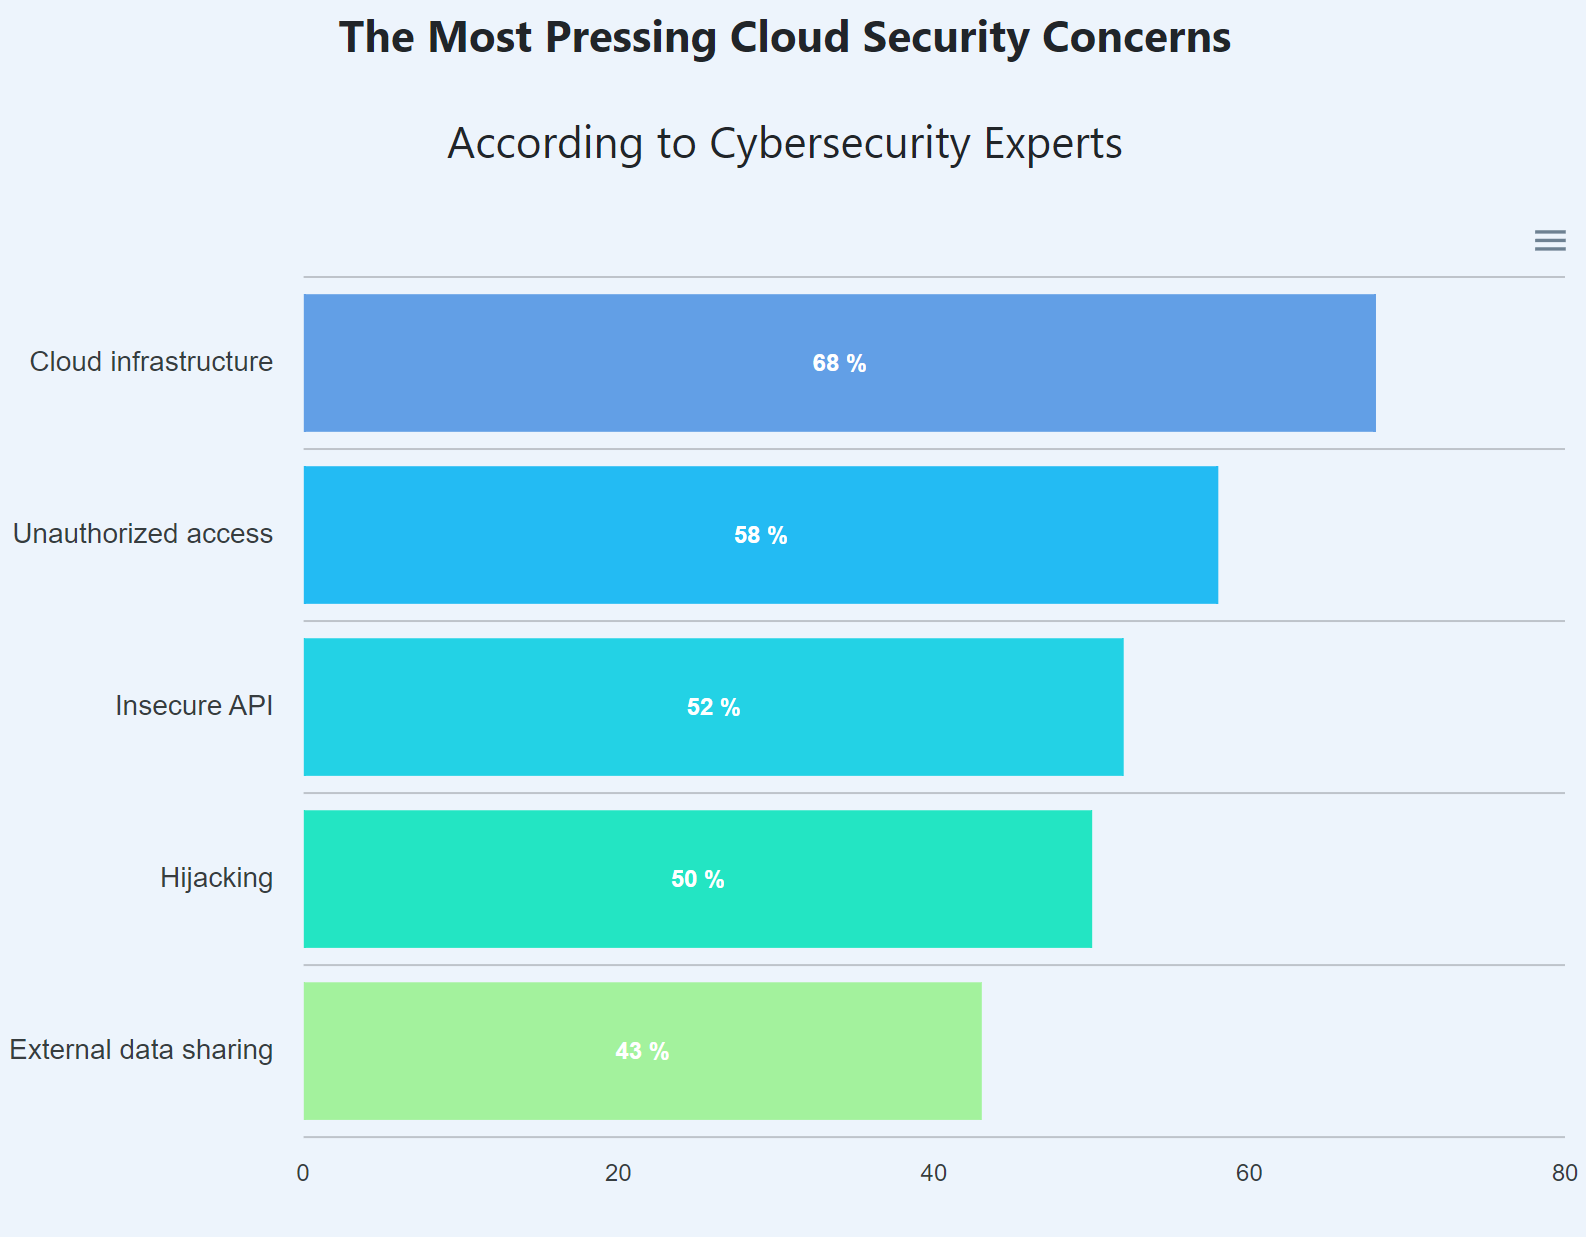 The Most Pressing Cloud Security Concerns
According to Cybersecurity Experts
Cloud infrastructure
68 %
Unauthorized access
58 %
Insecure API
52 %
Hijacking
50 %
External data sharing
43 %
0 20 40 60 80